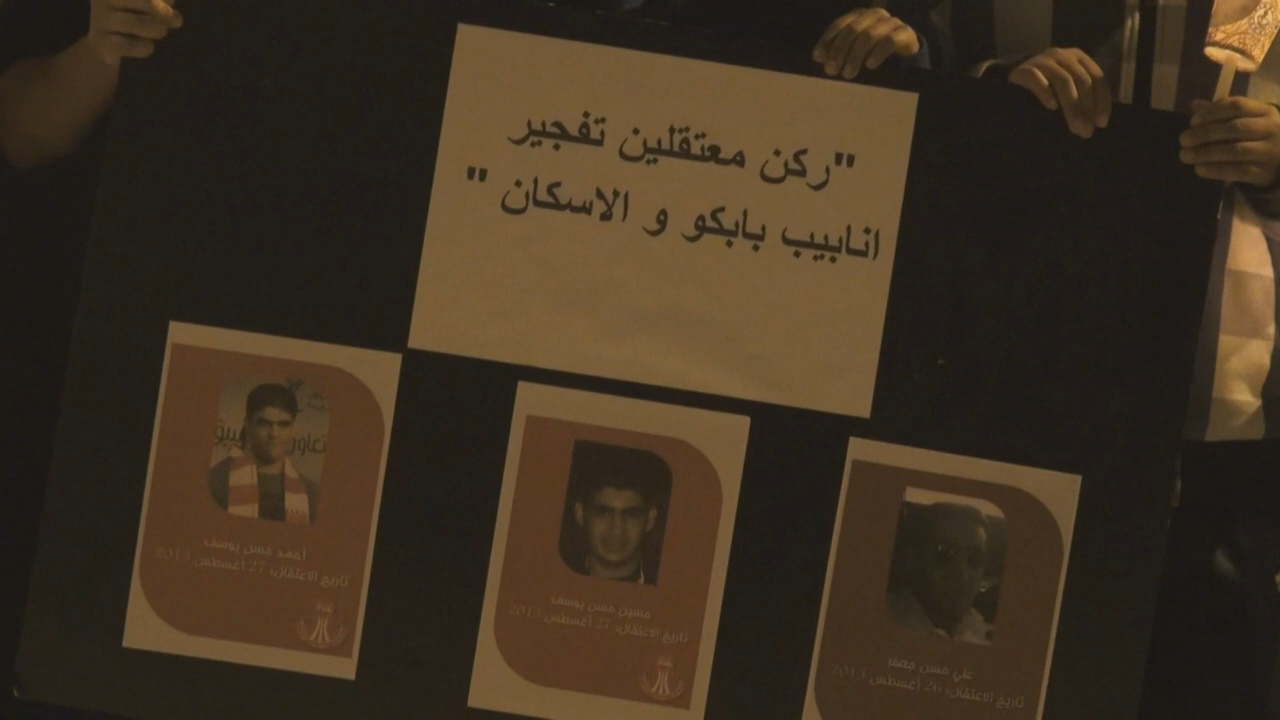 "ركن معتقلين تفجير
انابيب بابكو و الاسكان "
أحمد حسن يوسف
تاريخ الاعتقال: 27 أغسطس 2013
حسين حسن يوسف
تاريخ الاعتقال: 27 أغسطس 2013
علي حسن معمر
تاريخ الاعتقال: 26 أغسطس 2013